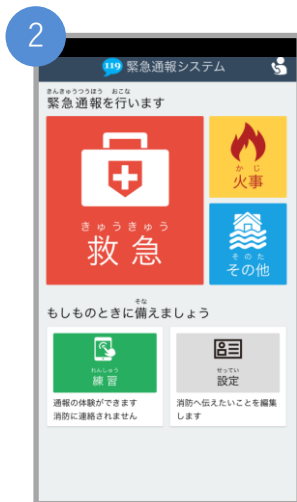 2
119 緊急通報システム
きんきゅうつうほう おこな
緊急通報を行います
きゅうきゅう
救急
かじ
火事
そのた
その他
そな
もしものときに備えましょう
れんしゅう
練習
通報の体験ができます
消防に連絡されません
せってい
設定
消防へ伝えたいことを編集
します